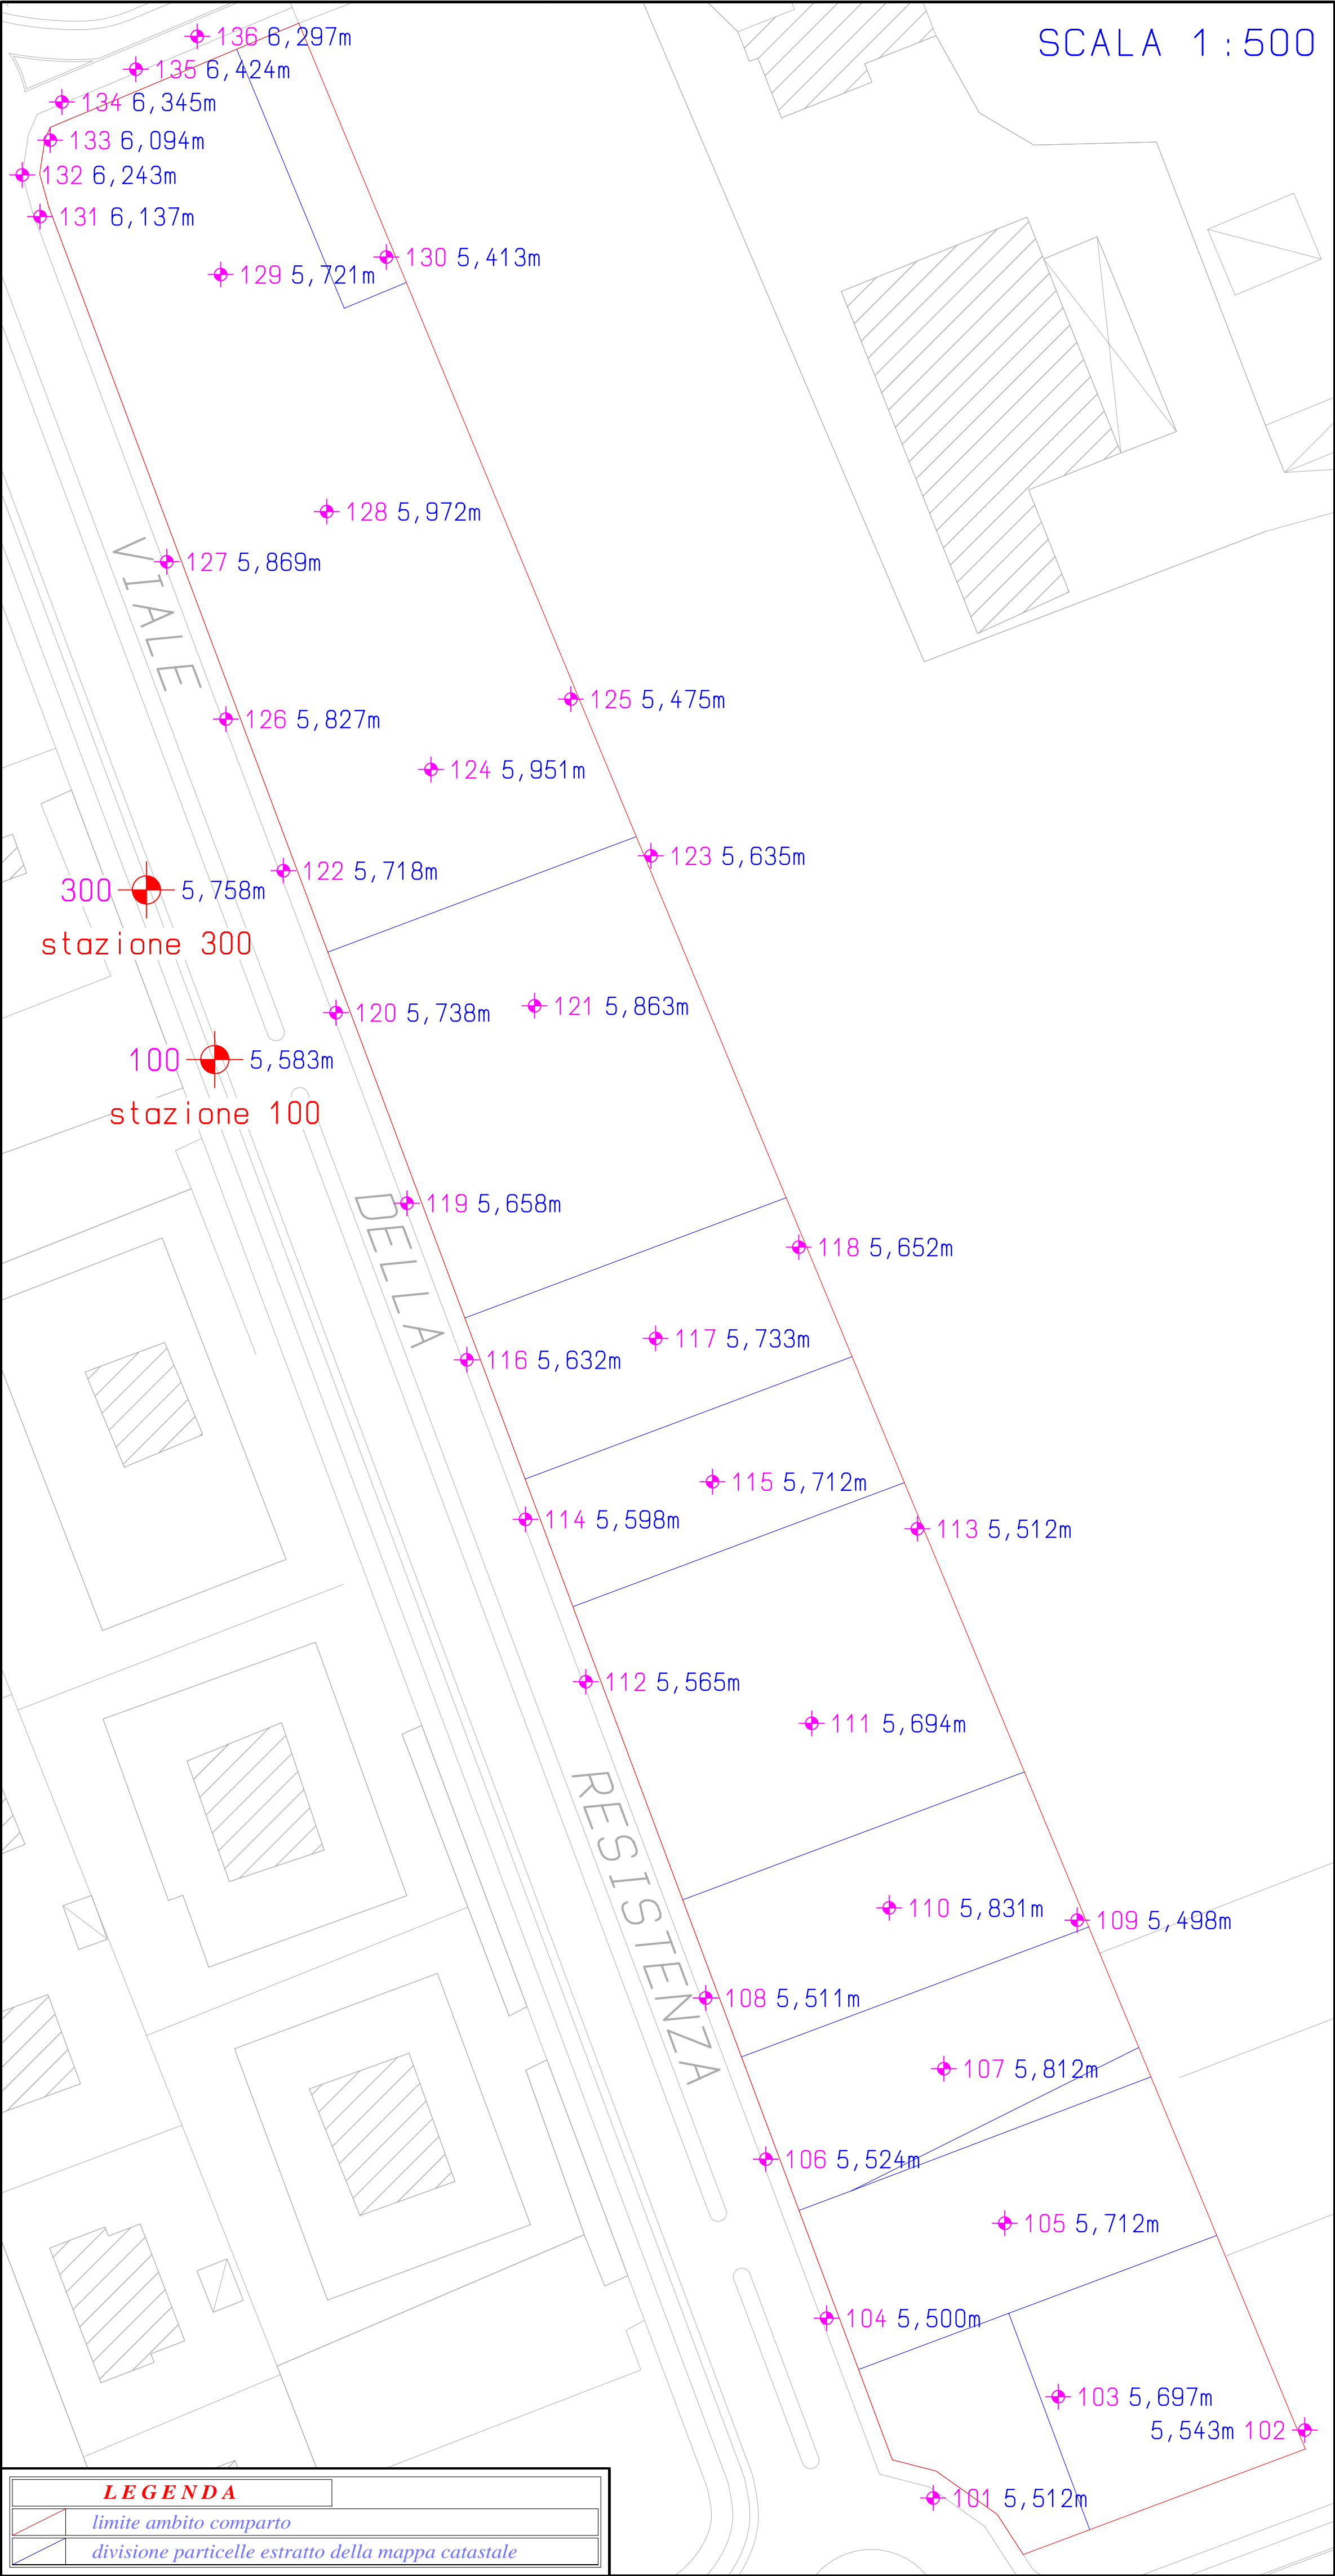 SCALA 1:500
136 6,297m
135 6,424m
134 6,345m
133 6,094m
132 6,243m
131 6,137m
130 5,413m
129 5,721m
128 5,972m
127 5,869m
VIALE
125 5,475m
126 5,827m
124 5,951m
123 5,635m
122 5,718m
300 5,758m
stazione 300
121 5,863m
120 5,738m
100 5,583m
stazione 100
119 5,658m
DELLA
118 5,652m
117 5,733m
116 5,632m
115 5,712m
114 5,598m
113 5,512m
112 5,565m
111 5,694m
RESISTENZA
110 5,831m
109 5,498m
108 5,511m
107 5,812m
106 5,524m
105 5,712m
104 5,500m
103 5,697m
5,543m 102
101 5,512m
LEGENDA
limite ambito comparto
divisione particelle estratto della mappa catastale